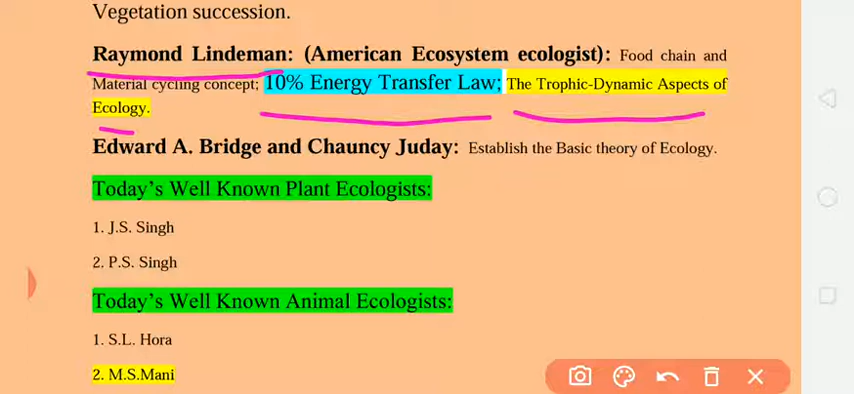 Vegetation succession.
Raymond Lindeman: (American Ecosystem ecologist): Food chain and
Material cycling concept; 10% Energy Transfer Law; The Trophic-Dynamic Aspects of
Ecology.
Edward A. Bridge and Chauncy Juday: Establish the Basic theory of Ecology.
Today's Well Known Plant Ecologists:
1. J.S. Singh
2. P.S. Singh
Today's Well Known Animal Ecologists:
1. S.L. Hora
2. M.S.Mani